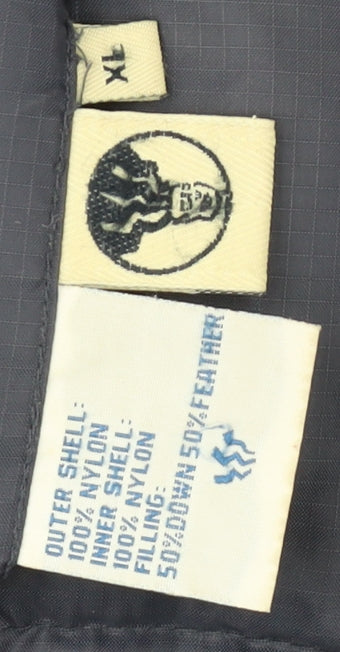 XL
OUTER SHELL:
100% NYLON
INNER SHELL:
100% NYLON
FILLING:
50%DOWN 50%FEATHER